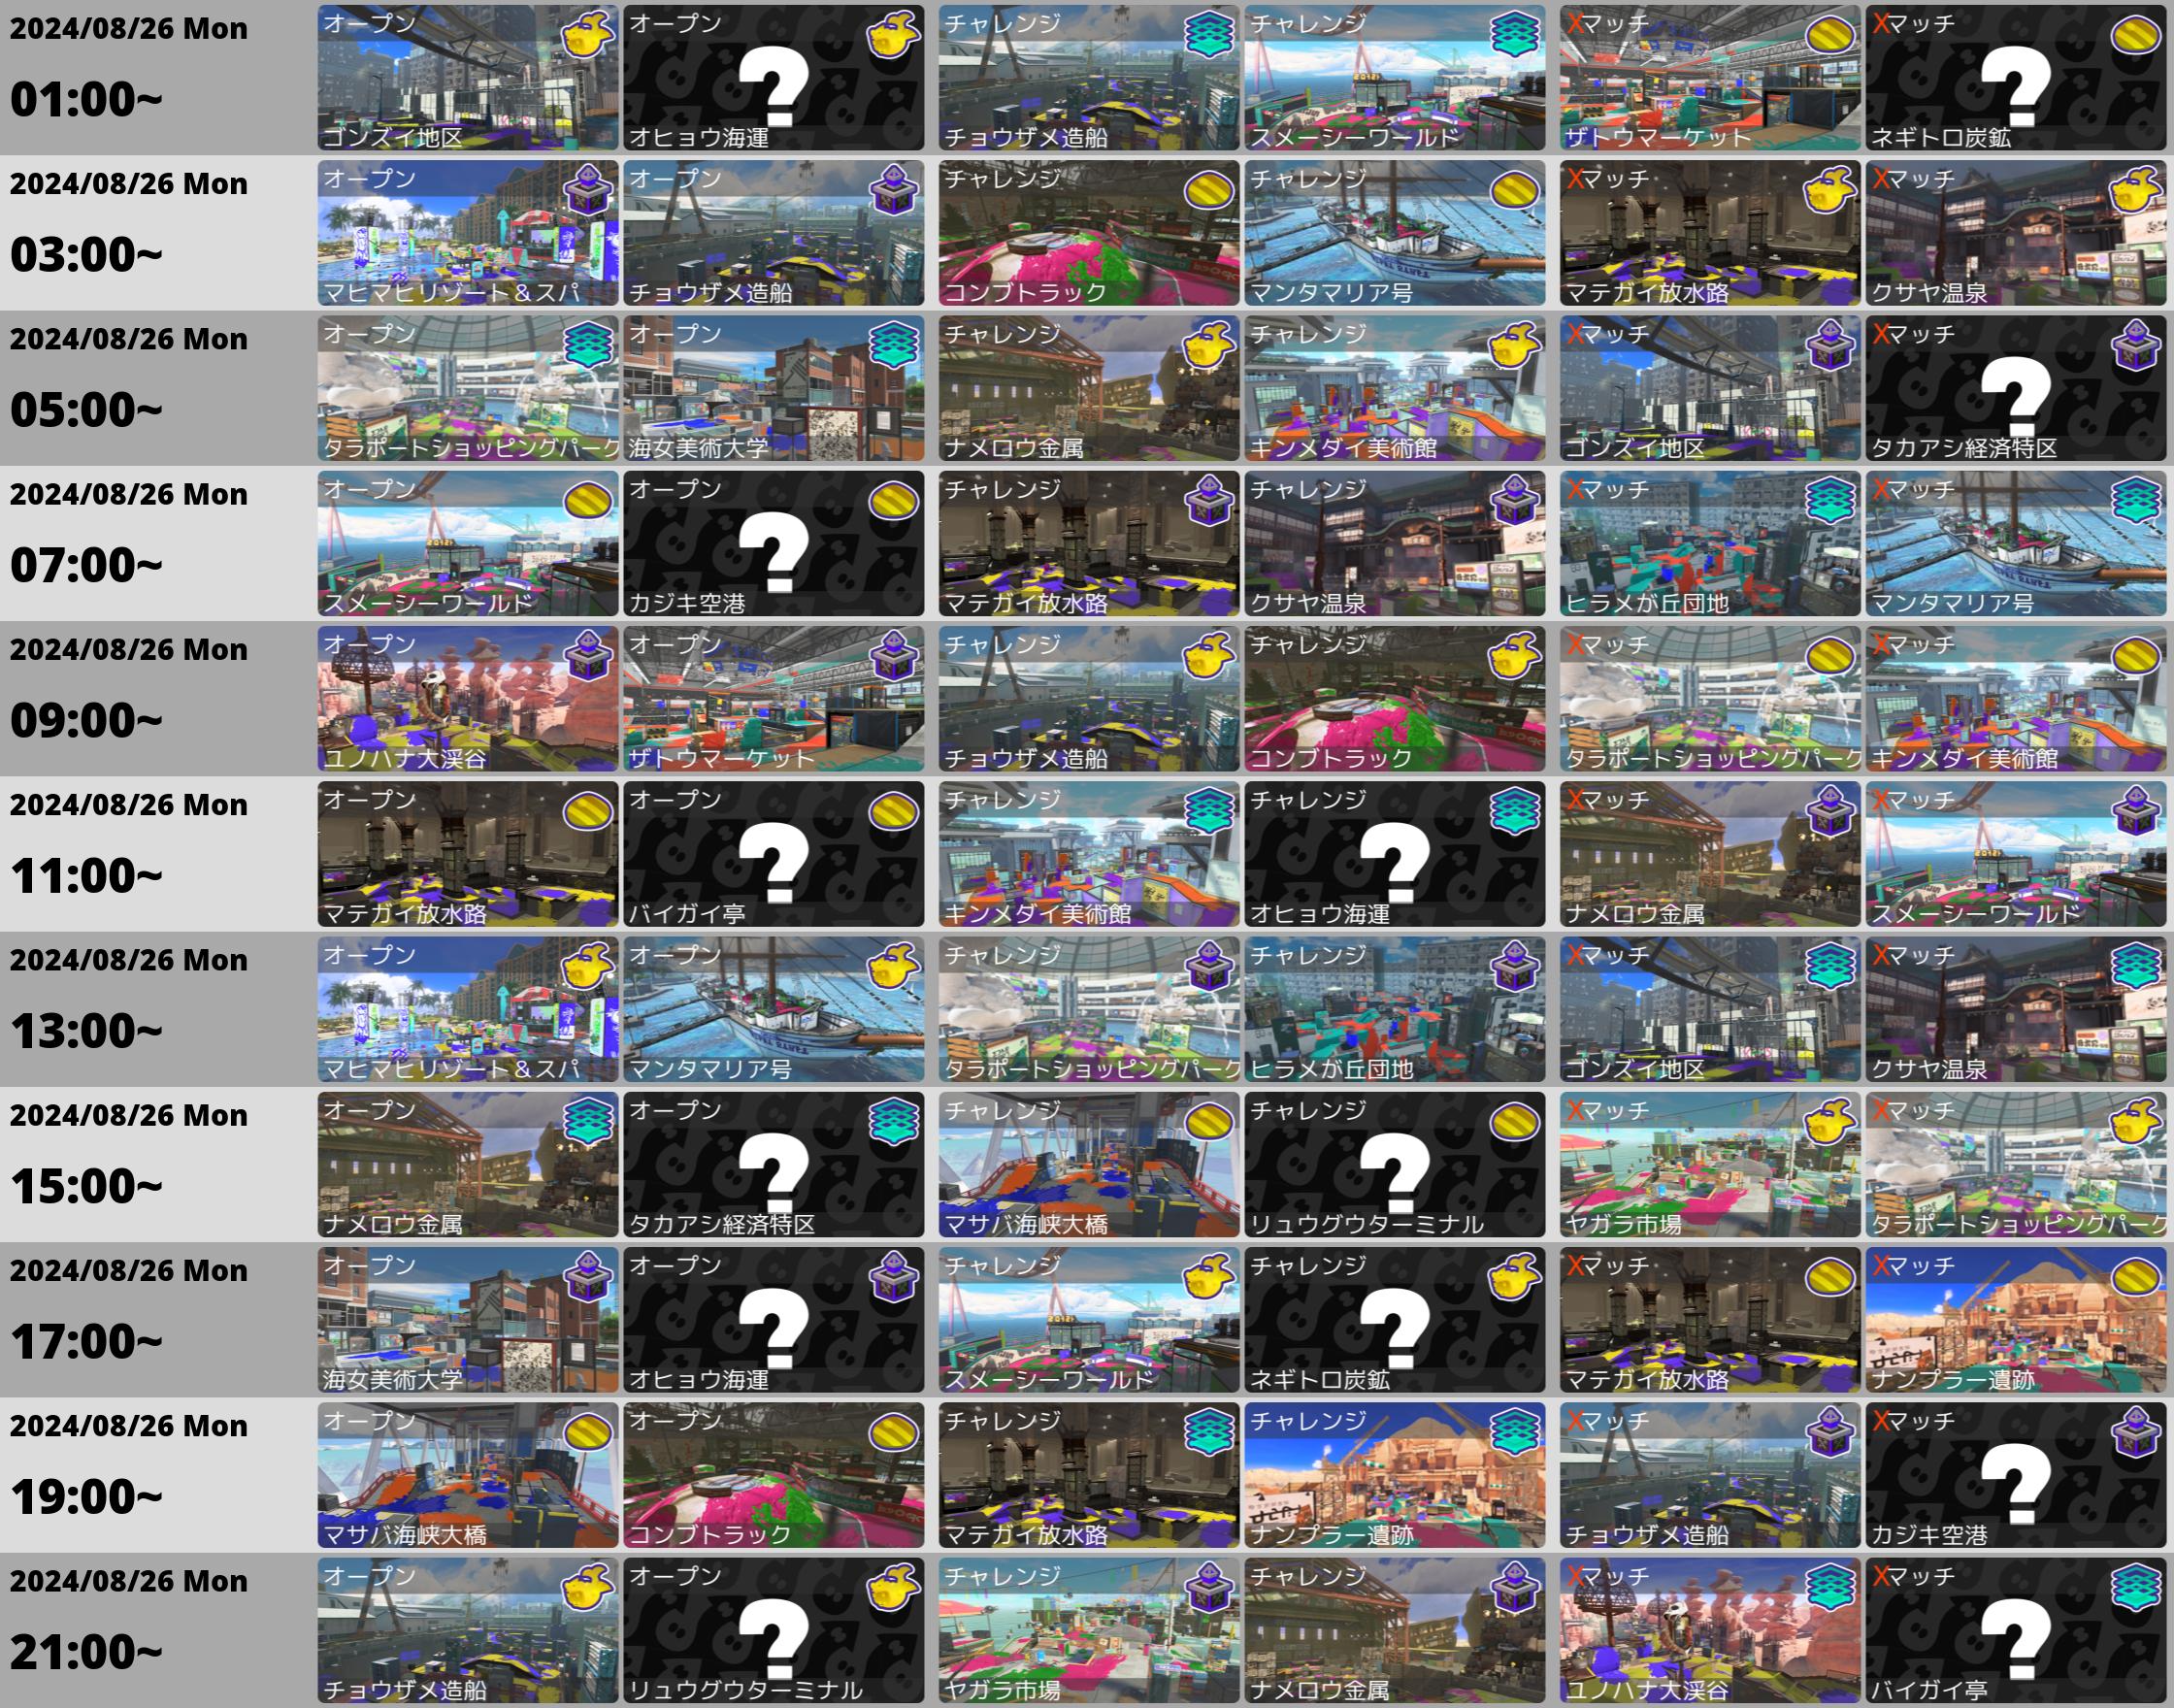 2024/08/26 Mon
01:00~
オープン
ゴンズイ地区
オープン
オヒョウ海運
チャレンジ
チョウザメ造船
チャレンジ
スメーシーワールド
Xマッチ
ザトウマーケット
Xマッチ
ネギトロ炭鉱
2024/08/26 Mon
03:00~
オープン
マヒマヒリゾート&スパ
オープン
チョウザメ造船
チャレンジ
コンブトラック
チャレンジ
マンタマリア号
Xマッチ
マテガイ放水路
Xマッチ
クサヤ温泉
2024/08/26 Mon
05:00~
オープン
タラポートショッピングパーク
オープン
海女美術大学
チャレンジ
ナメロウ金属
チャレンジ
キンメダイ美術館
Xマッチ
ゴンズイ地区
Xマッチ
タカアシ経済特区
2024/08/26 Mon
07:00~
オープン
スメーシーワールド
オープン
カジキ空港
チャレンジ
マテガイ放水路
チャレンジ
クサヤ温泉
Xマッチ
ヒラメが丘団地
Xマッチ
マンタマリア号
2024/08/26 Mon
09:00~
オープン
ユノハナ大渓谷
オープン
ザトウマーケット
チャレンジ
チョウザメ造船
チャレンジ
コンブトラック
Xマッチ
タラポートショッピングパーク
Xマッチ
キンメダイ美術館
2024/08/26 Mon
11:00~
オープン
マテガイ放水路
オープン
バイガイ亭
チャレンジ
キンメダイ美術館
チャレンジ
オヒョウ海運
Xマッチ
ナメロウ金属
Xマッチ
スメーシーワールド
2024/08/26 Mon
13:00~
オープン
マヒマヒリゾート&スパ
オープン
マンタマリア号
チャレンジ
タラポートショッピングパーク
チャレンジ
ヒラメが丘団地
Xマッチ
ゴンズイ地区
Xマッチ
クサヤ温泉
2024/08/26 Mon
15:00~
オープン
ナメロウ金属
オープン
タカアシ経済特区
チャレンジ
マサバ海峡大橋
チャレンジ
リュウグウターミナル
Xマッチ
ヤガラ市場
Xマッチ
タラポートショッピングパーク
2024/08/26 Mon
17:00~
オープン
海女美術大学
オープン
オヒョウ海運
チャレンジ
スメーシーワールド
チャレンジ
ネギトロ炭鉱
Xマッチ
マテガイ放水路
Xマッチ
ナンプラー遺跡
2024/08/26 Mon
19:00~
オープン
マサバ海峡大橋
オープン
コンブトラック
チャレンジ
マテガイ放水路
チャレンジ
ナンプラー遺跡
Xマッチ
チョウザメ造船
Xマッチ
カジキ空港
2024/08/26 Mon
21:00~
オープン
チョウザメ造船
オープン
リュウグウターミナル
チャレンジ
ヤガラ市場
チャレンジ
ナメロウ金属
Xマッチ
ユノハナ大渓谷
Xマッチ
バイガイ亭